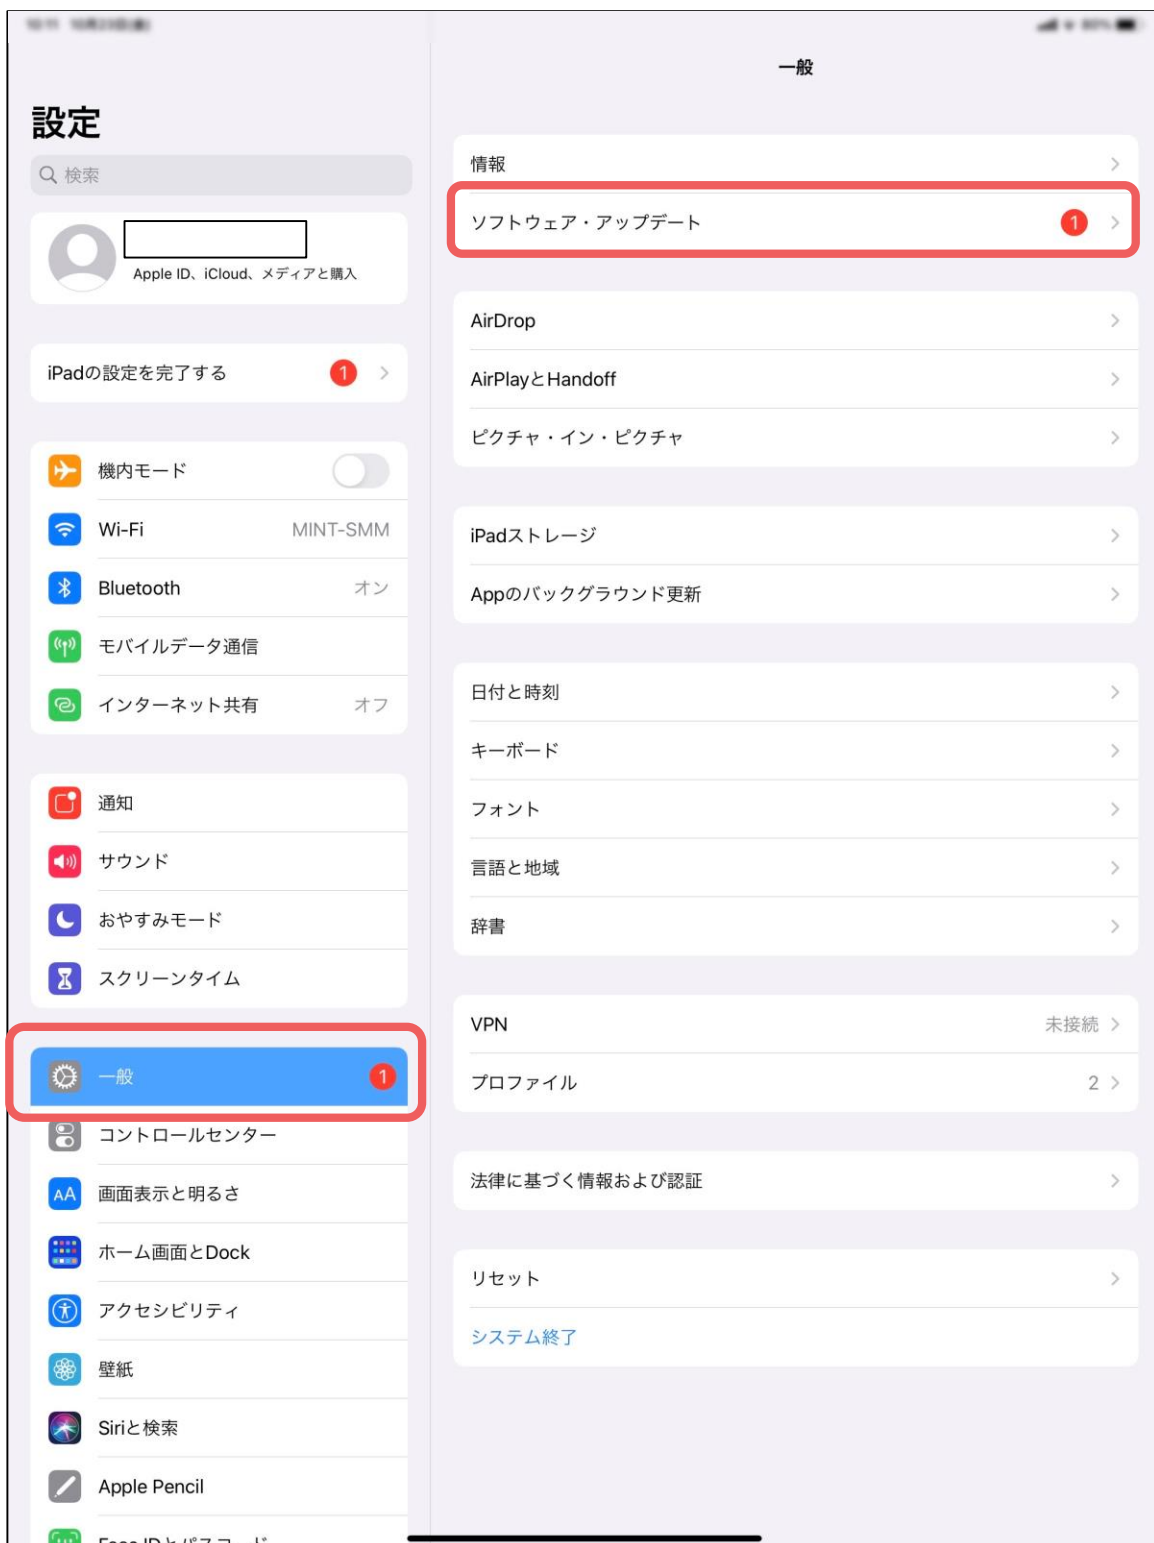 一般
設定
検索
Apple ID、iCloud、メディアと購入
iPadの設定を完了する 1
機内モード
Wi-Fi MINT-SMM
Bluetooth オン
モバイルデータ通信
インターネット共有 オフ
通知
サウンド
おやすみモード
スクリーンタイム
一般 1
コントロールセンター
AA 画面表示と明るさ
ホーム画面とDock
アクセシビリティ
壁紙
Siriと検索
Apple Pencil
情報
ソフトウェア・アップデート 1
AirDrop
AirPlayとHandoff
ピクチャ・イン・ピクチャ
iPadストレージ
Appのバックグラウンド更新
日付と時刻
キーボード
フォント
言語と地域
辞書
VPN 未接続
プロファイル 2
法律に基づく情報および認証
リセット
システム終了